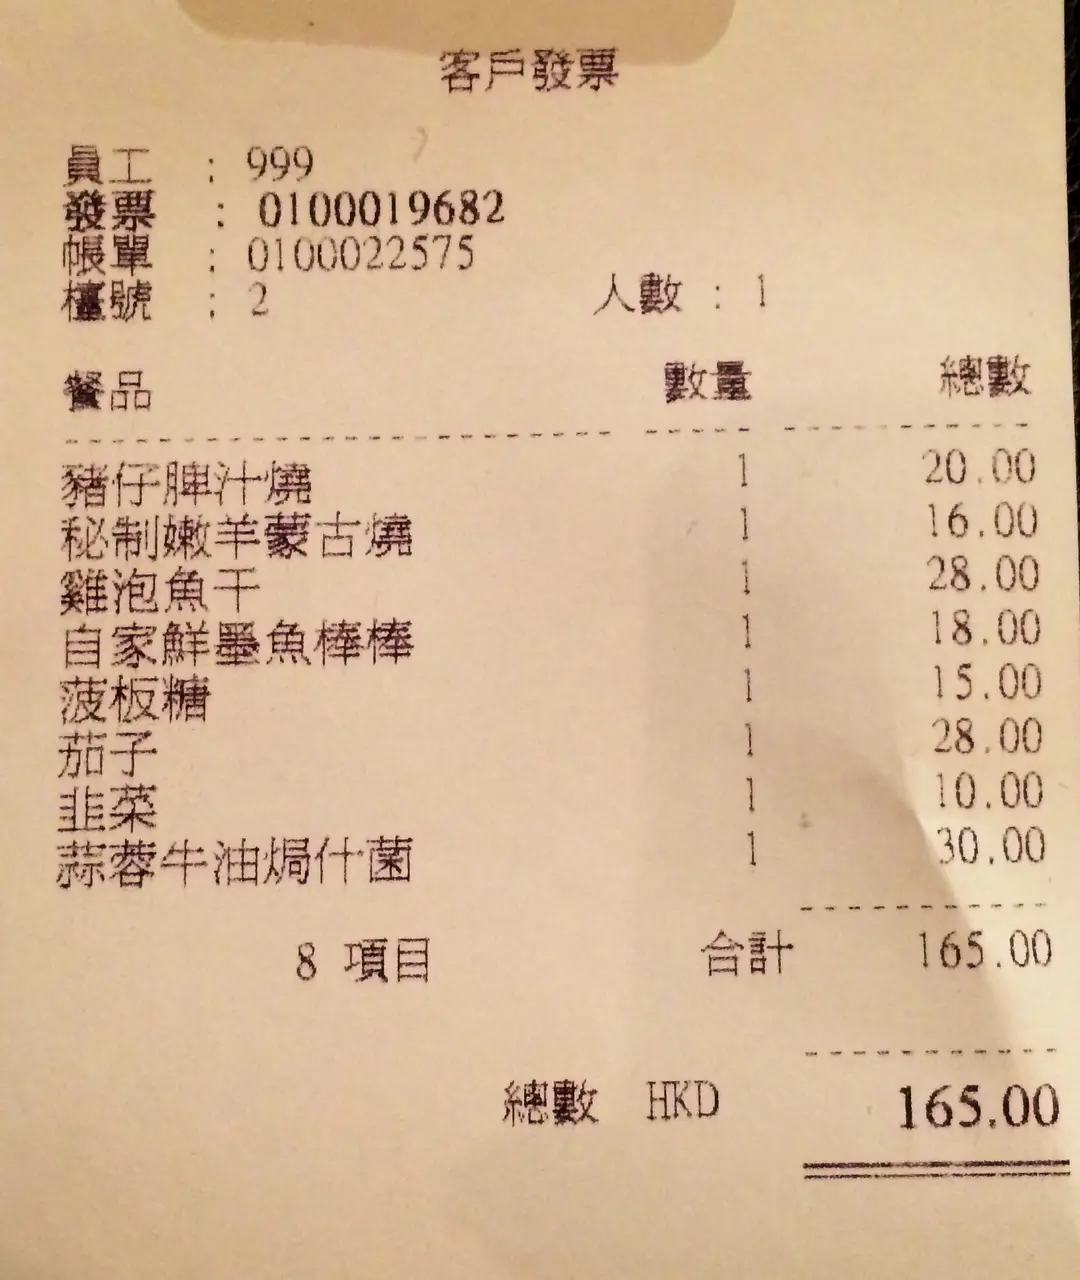 客戶發票
員工 : 999
發票 : 0100019682
帳單 : 0100022575
檯號 : 2 人數 : 1
餐品 數量 總數
豬仔脾汁燒 1 20.00
秘制嫩羊蒙古燒 1 16.00
雞泡魚干 1 28.00
自家鮮墨魚棒棒 1 18.00
菠板糖 1 15.00
茄子 1 28.00
韭菜 1 10.00
蒜蓉牛油焗什菌 1 30.00
8 項目 合計 165.00
總數 HKD 165.00